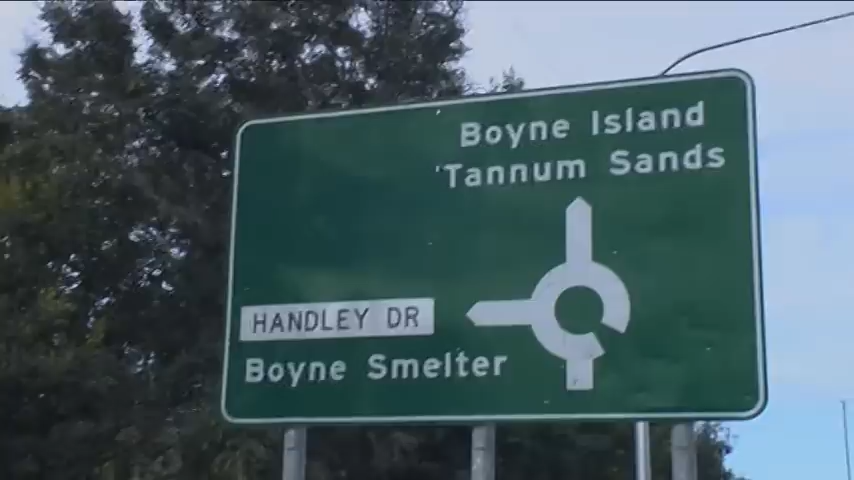 Boyne Island
Tannum Sands
HANDLEY DR
Boyne Smelter